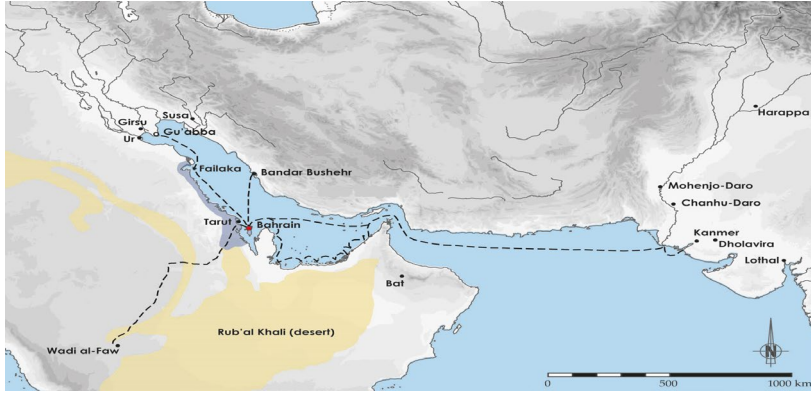 Susa
Girsu
Gu'abba
Ur
Harappa
Failaka
Bandar Bushehr
Mohenjo-Daro
Chanhu-Daro
Tarut
Bahrain
Kanmer
Dholavira
Lothal
Bat
Rub'al Khali (desert)
Wadi al-Faw
N
0 500 1000 km